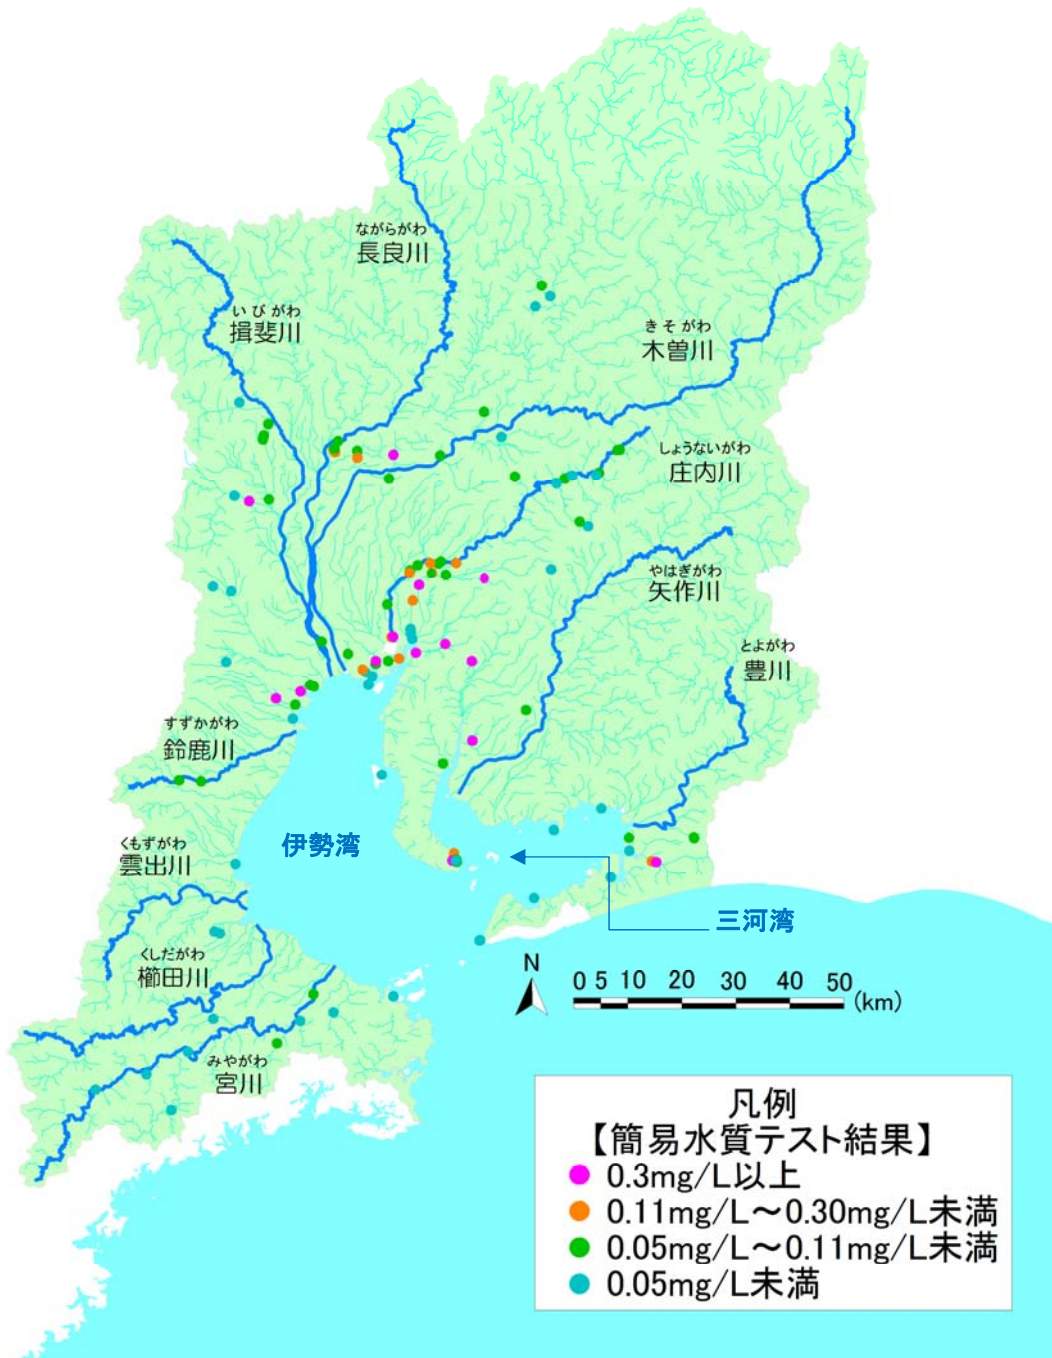 ながらがわ
長良川
いびがわ
揖斐川
きそがわ
木曽川
しょうないがわ
庄内川
やはぎがわ
矢作川
とよがわ
豊川
すずかがわ
鈴鹿川
伊勢湾
くもずがわ
雲出川
三河湾
くしだがわ
櫛田川
N
0 5 10 20 30 40 50
(km)
みやがわ
宮川
凡例
【簡易水質テスト結果】
0.3mg/L以上
0.11mg/L～0.30mg/L未満
0.05mg/L～0.11mg/L未満
0.05mg/L未満